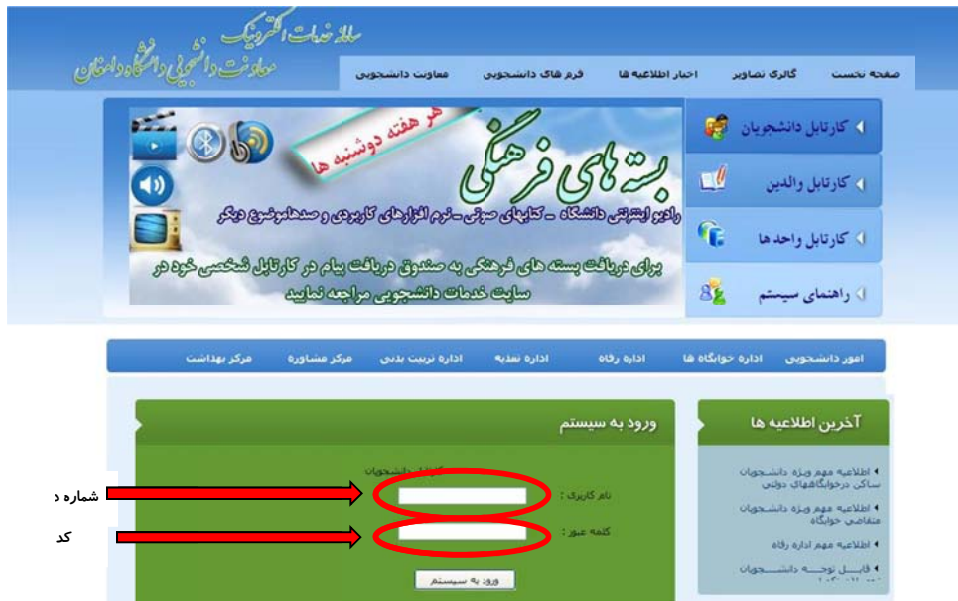 سامانه خدمات الکترونیک
معاونت دانشجویی دانشگاه دامغان
صفحه نخست گالری تصاویر اخبار اطلاعیه ها فرم های دانشجویی معاونت دانشجویی
کارتابل دانشجویان
کارتابل والدین
کارتابل واحدها
راهنمای سیستم
هر هفته دوشنبه ها
بسته های فرهنگی
رادیو اینترنتی دانشگاه - کتابهای صوتی - نرم افزارهای کاربردی و صدهاموضوع دیگر
برای دریافت بسته های فرهنگی به صندوق دریافت پیام در کارتابل شخصی خود در
سایت خدمات دانشجویی مراجعه نمایید
امور دانشجویی اداره خوابگاه ها اداره رفاه اداره تغذیه اداره تربیت بدنی مرکز مشاوره مرکز بهداشت
آخرین اطلاعیه ها
اطلاعیه مهم ویژه دانشجویان
ساکن درخوابگاههای دولتی
اطلاعیه مهم ویژه دانشجویان
متقاضی خوابگاه
اطلاعیه مهم اداره رفاه
قابل توجه دانشجویان
ورود به سیستم
دانشجویان
نام کاربری :
کلمه عبور :
ورود به سیستم
شماره د
کد